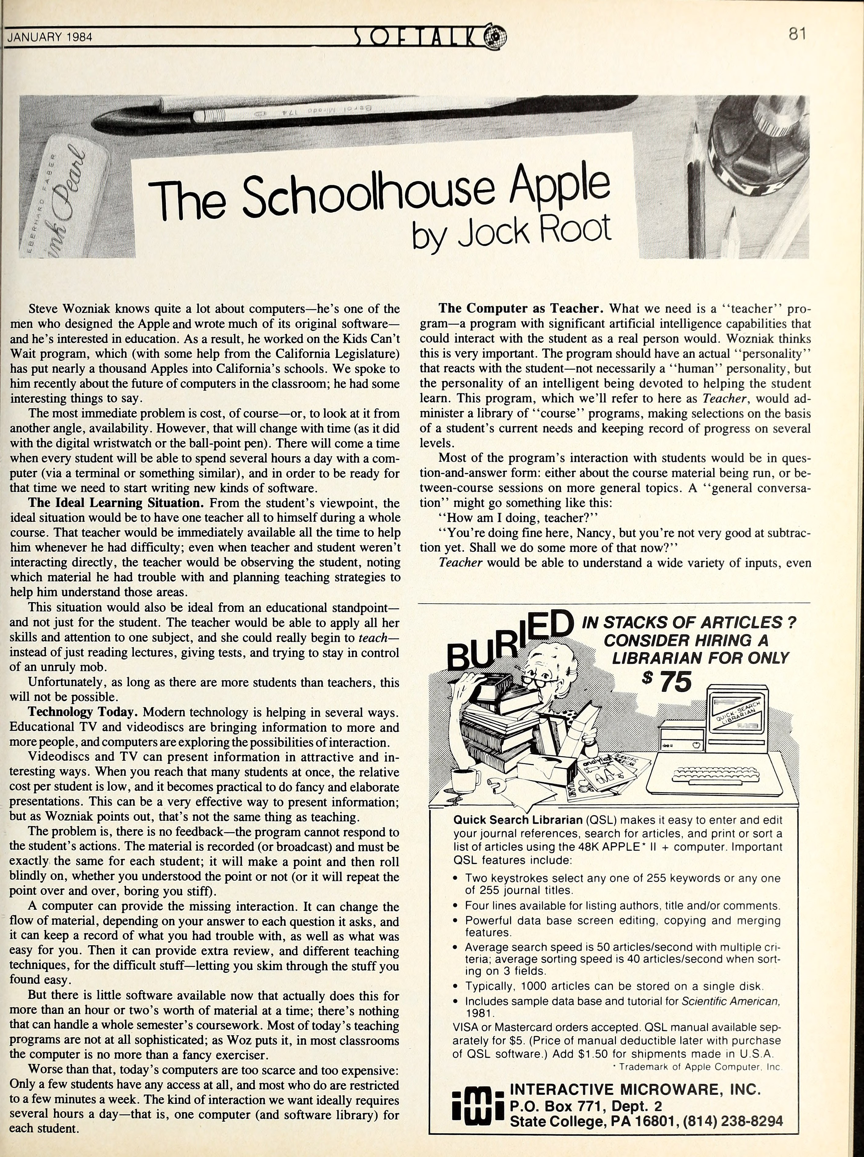 JANUARY 1984
SOFTALK
81
EBERHARD FABER
ink Pearl
Berol Mirado 174
The Schoolhouse Apple
by Jock Root
Steve Wozniak knows quite a lot about computers—he's one of the
men who designed the Apple and wrote much of its original software—
and he's interested in education. As a result, he worked on the Kids Can't
Wait program, which (with some help from the California Legislature)
has put nearly a thousand Apples into California's schools. We spoke to
him recently about the future of computers in the classroom; he had some
interesting things to say.
The most immediate problem is cost, of course—or, to look at it from
another angle, availability. However, that will change with time (as it did
with the digital wristwatch or the ball-point pen). There will come a time
when every student will be able to spend several hours a day with a com-
puter (via a terminal or something similar), and in order to be ready for
that time we need to start writing new kinds of software.
The Ideal Learning Situation. From the student's viewpoint, the
ideal situation would be to have one teacher all to himself during a whole
course. That teacher would be immediately available all the time to help
him whenever he had difficulty; even when teacher and student weren't
interacting directly, the teacher would be observing the student, noting
which material he had trouble with and planning teaching strategies to
help him understand those areas.
This situation would also be ideal from an educational standpoint—
and not just for the student. The teacher would be able to apply all her
skills and attention to one subject, and she could really begin to teach—
instead of just reading lectures, giving tests, and trying to stay in control
of an unruly mob.
Unfortunately, as long as there are more students than teachers, this
will not be possible.
Technology Today. Modern technology is helping in several ways.
Educational TV and videodiscs are bringing information to more and
more people, and computers are exploring the possibilities of interaction.
Videodiscs and TV can present information in attractive and in-
teresting ways. When you reach that many students at once, the relative
cost per student is low, and it becomes practical to do fancy and elaborate
presentations. This can be a very effective way to present information;
but as Wozniak points out, that's not the same thing as teaching.
The problem is, there is no feedback—the program cannot respond to
the student's actions. The material is recorded (or broadcast) and must be
exactly the same for each student; it will make a point and then roll
blindly on, whether you understood the point or not (or it will repeat the
point over and over, boring you stiff).
A computer can provide the missing interaction. It can change the
flow of material, depending on your answer to each question it asks, and
it can keep a record of what you had trouble with, as well as what was
easy for you. Then it can provide extra review, and different teaching
techniques, for the difficult stuff—letting you skim through the stuff you
found easy.
But there is little software available now that actually does this for
more than an hour or two's worth of material at a time; there's nothing
that can handle a whole semester's coursework. Most of today's teaching
programs are not at all sophisticated; as Woz puts it, in most classrooms
the computer is no more than a fancy exerciser.
Worse than that, today's computers are too scarce and too expensive:
Only a few students have any access at all, and most who do are restricted
to a few minutes a week. The kind of interaction we want ideally requires
several hours a day—that is, one computer (and software library) for
each student.
The Computer as Teacher. What we need is a "teacher" pro-
gram—a program with significant artificial intelligence capabilities that
could interact with the student as a real person would. Wozniak thinks
this is very important. The program should have an actual "personality"
that reacts with the student—not necessarily a "human" personality, but
the personality of an intelligent being devoted to helping the student
learn. This program, which we'll refer to here as Teacher, would ad-
minister a library of "course" programs, making selections on the basis
of a student's current needs and keeping record of progress on several
levels.
Most of the program's interaction with students would be in ques-
tion-and-answer form: either about the course material being run, or be-
tween-course sessions on more general topics. A "general conversa-
tion" might go something like this:
"How am I doing, teacher?"
"You're doing fine here, Nancy, but you're not very good at subtrac-
tion yet. Shall we do some more of that now?"
Teacher would be able to understand a wide variety of inputs, even
BURIED IN STACKS OF ARTICLES ?
CONSIDER HIRING A
LIBRARIAN FOR ONLY
$ 75
QUICK SEARCH
LIBRARIAN
Quick Search Librarian (QSL) makes it easy to enter and edit
your journal references, search for articles, and print or sort a
list of articles using the 48K APPLE* II + computer. Important
QSL features include:
• Two keystrokes select any one of 255 keywords or any one
of 255 journal titles.
• Four lines available for listing authors, title and/or comments.
• Powerful data base screen editing, copying and merging
features.
• Average search speed is 50 articles/second with multiple cri-
teria; average sorting speed is 40 articles/second when sort-
ing on 3 fields.
• Typically, 1000 articles can be stored on a single disk.
• Includes sample data base and tutorial for Scientific American,
1981.
VISA or Mastercard orders accepted. QSL manual available sep-
arately for $5. (Price of manual deductible later with purchase
of QSL software.) Add $1.50 for shipments made in U.S.A.
* Trademark of Apple Computer, Inc.
INTERACTIVE MICROWARE, INC.
P.O. Box 771, Dept. 2
State College, PA 16801, (814) 238-8294